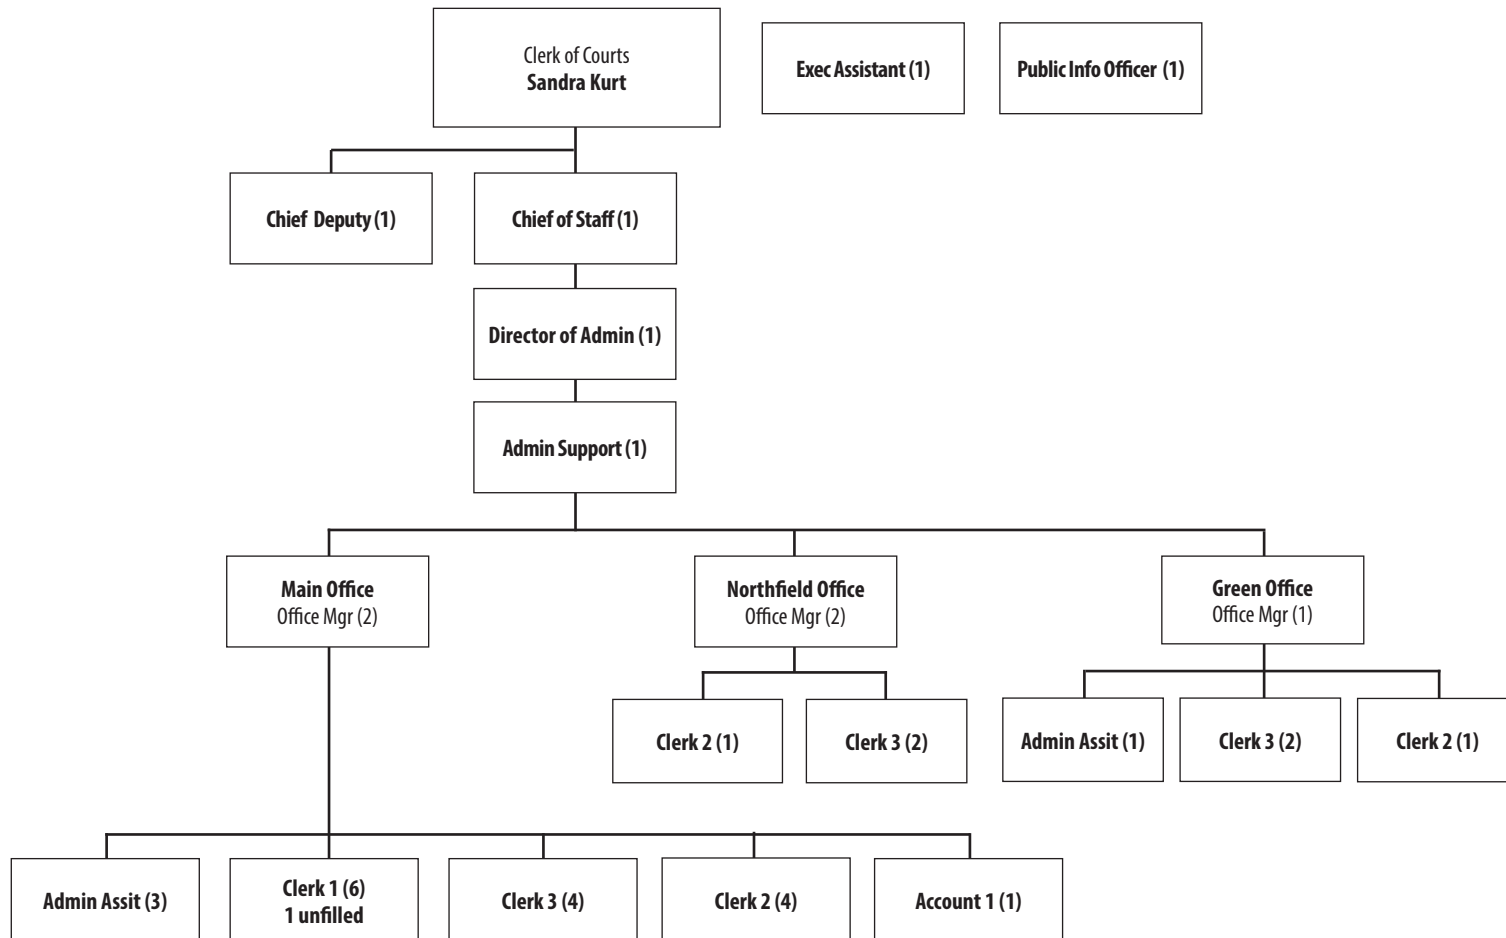 Clerk of Courts
Sandra Kurt
Exec Assistant (1)
Public Info Officer (1)
Chief Deputy (1)
Chief of Staff (1)
Director of Admin (1)
Admin Support (1)
Main Office
Office Mgr (2)
Northfield Office
Office Mgr (2)
Green Office
Office Mgr (1)
Clerk 2 (1)
Clerk 3 (2)
Admin Assit (1)
Clerk 3 (2)
Clerk 2 (1)
Admin Assit (3)
Clerk 1 (6)
1 unfilled
Clerk 3 (4)
Clerk 2 (4)
Account 1 (1)